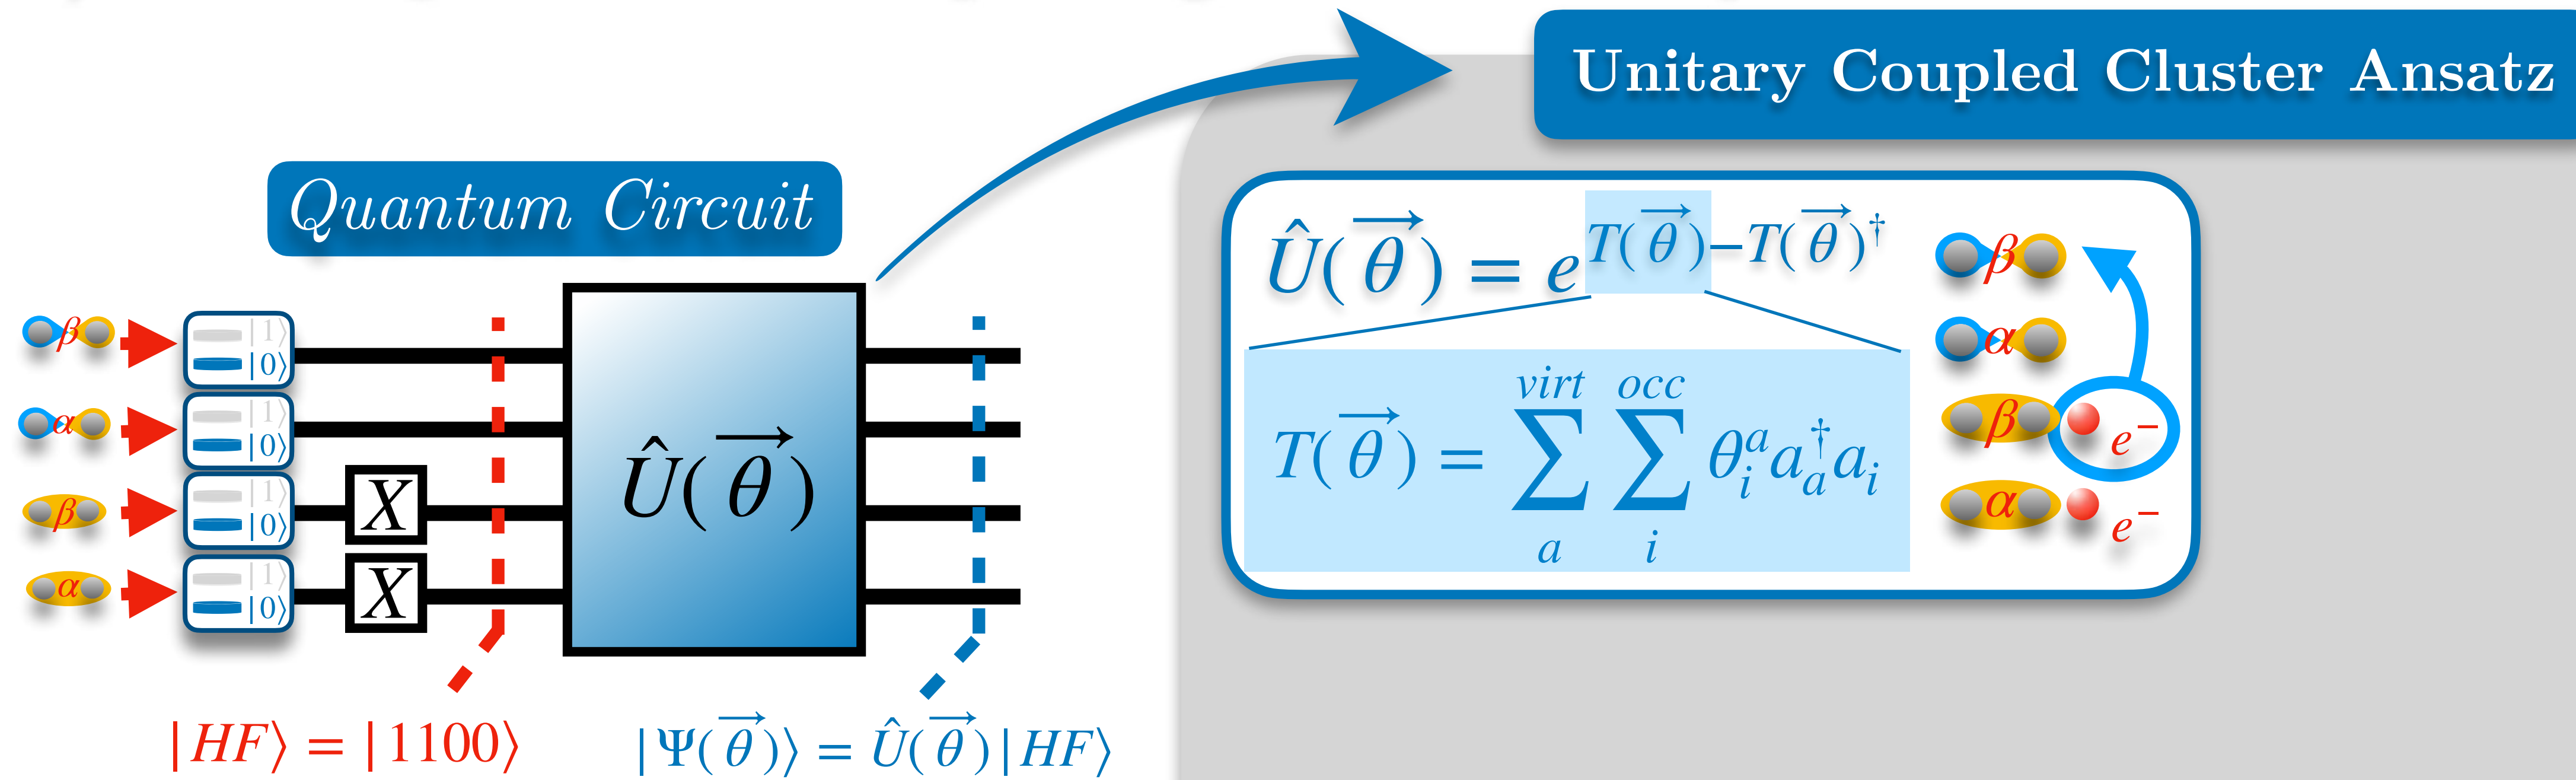 Unitary Coupled Cluster Ansatz
Quantum Circuit
β |1⟩
|0⟩
α |1⟩
|0⟩
β |1⟩
|0⟩ X
α |1⟩
|0⟩ X
Û(θ⃗)
|HF⟩ = |1100⟩
|Ψ(θ⃗)⟩ = Û(θ⃗)|HF⟩
Û(θ⃗) = e^{T(θ⃗)−T(θ⃗)†}
T(θ⃗) = ∑_a^{virt} ∑_i^{occ} θ_i^a a_a^† a_i
β
α
β e⁻
α e⁻